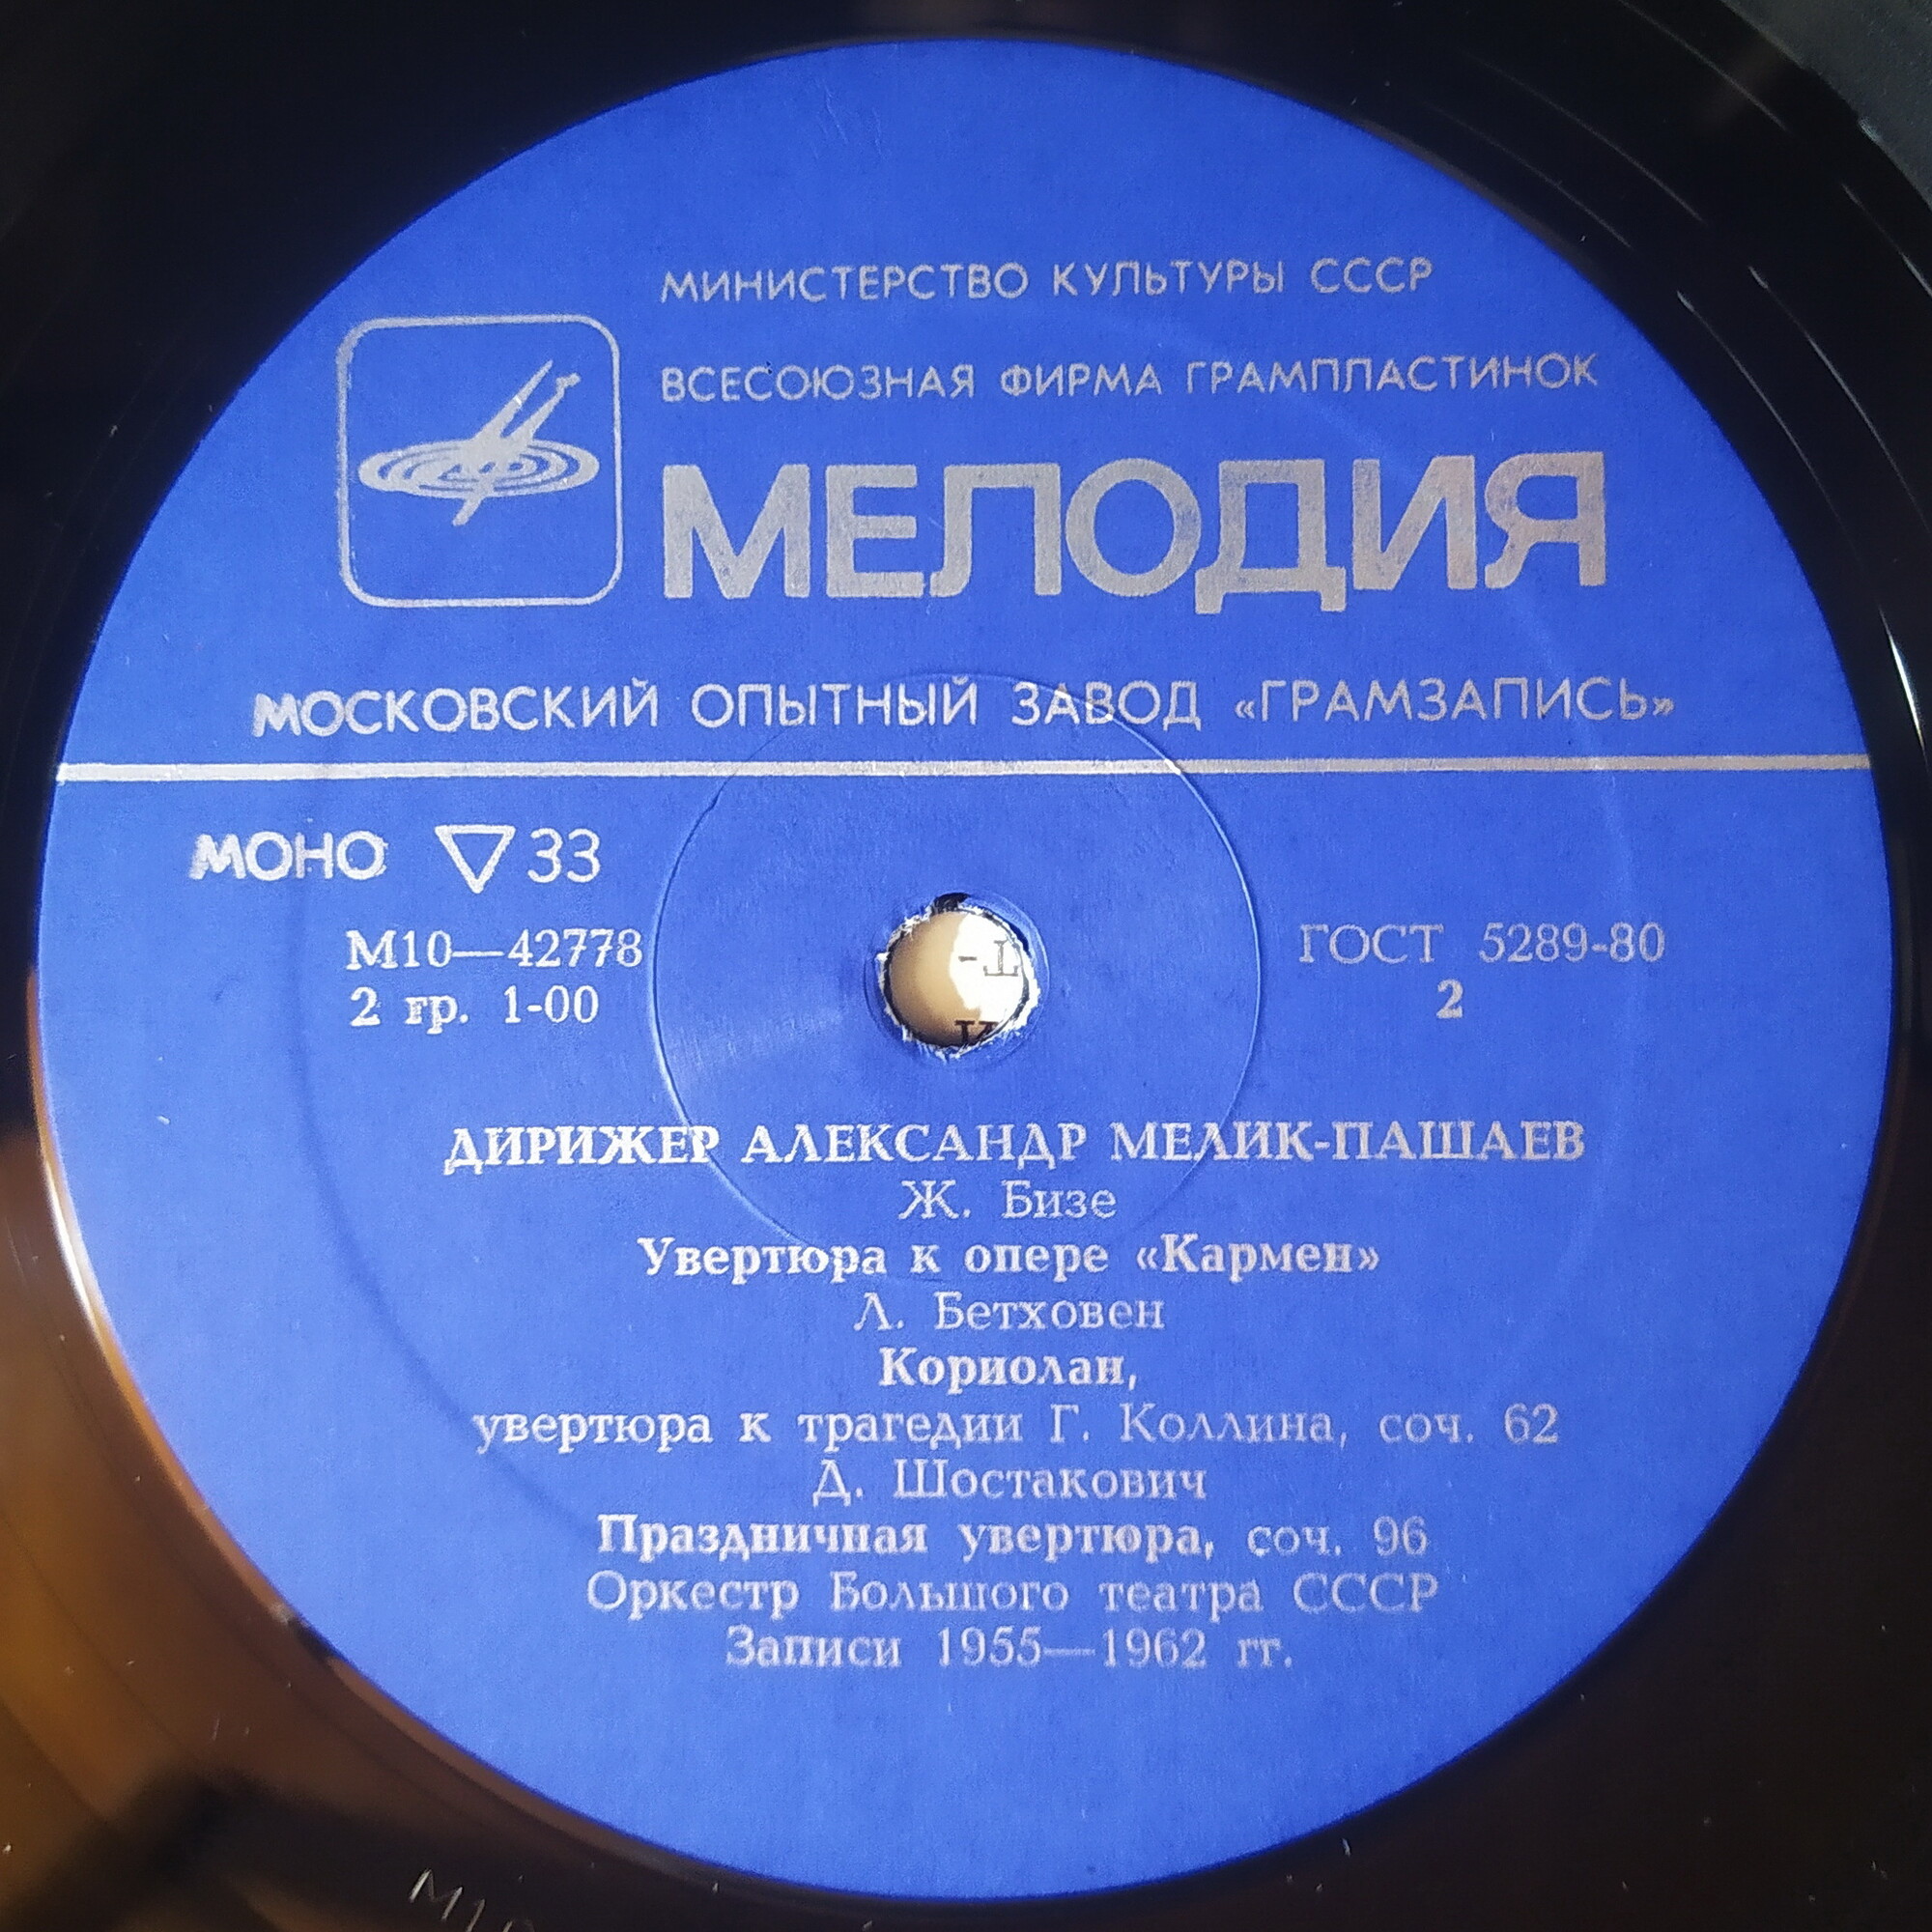 МИНИСТЕРСТВО КУЛЬТУРЫ СССР
ВСЕСОЮЗНАЯ ФИРМА ГРАМПЛАСТИНОК
МЕЛОДИЯ
МОСКОВСКИЙ ОПЫТНЫЙ ЗАВОД «ГРАМЗАПИСЬ»
МОНО 33
М10—42778
2 гр. 1-00
ГОСТ 5289-80
2
ДИРИЖЕР АЛЕКСАНДР МЕЛИК-ПАШАЕВ
Ж. Бизе
Увертюра к опере «Кармен»
Л. Бетховен
Кориолан,
увертюра к трагедии Г. Коллина, соч. 62
Д. Шостакович
Праздничная увертюра, соч. 96
Оркестр Большого театра СССР
Записи 1955—1962 гг.